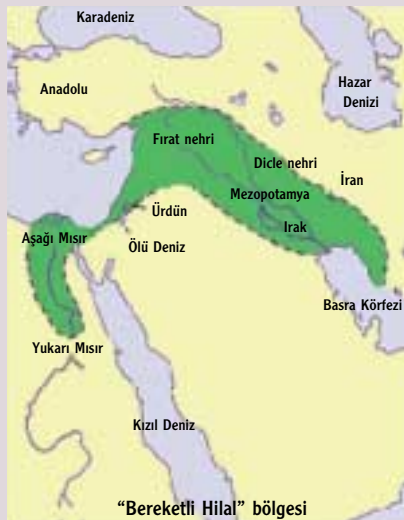 Karadeniz
Anadolu
Hazar
Denizi
Fırat nehri
Dicle nehri
İran
Mezopotamya
Ürdün
Aşağı Mısır
Irak
Ölü Deniz
Basra Körfezi
Yukarı Mısır
Kızıl Deniz
“Bereketli Hilal” bölgesi